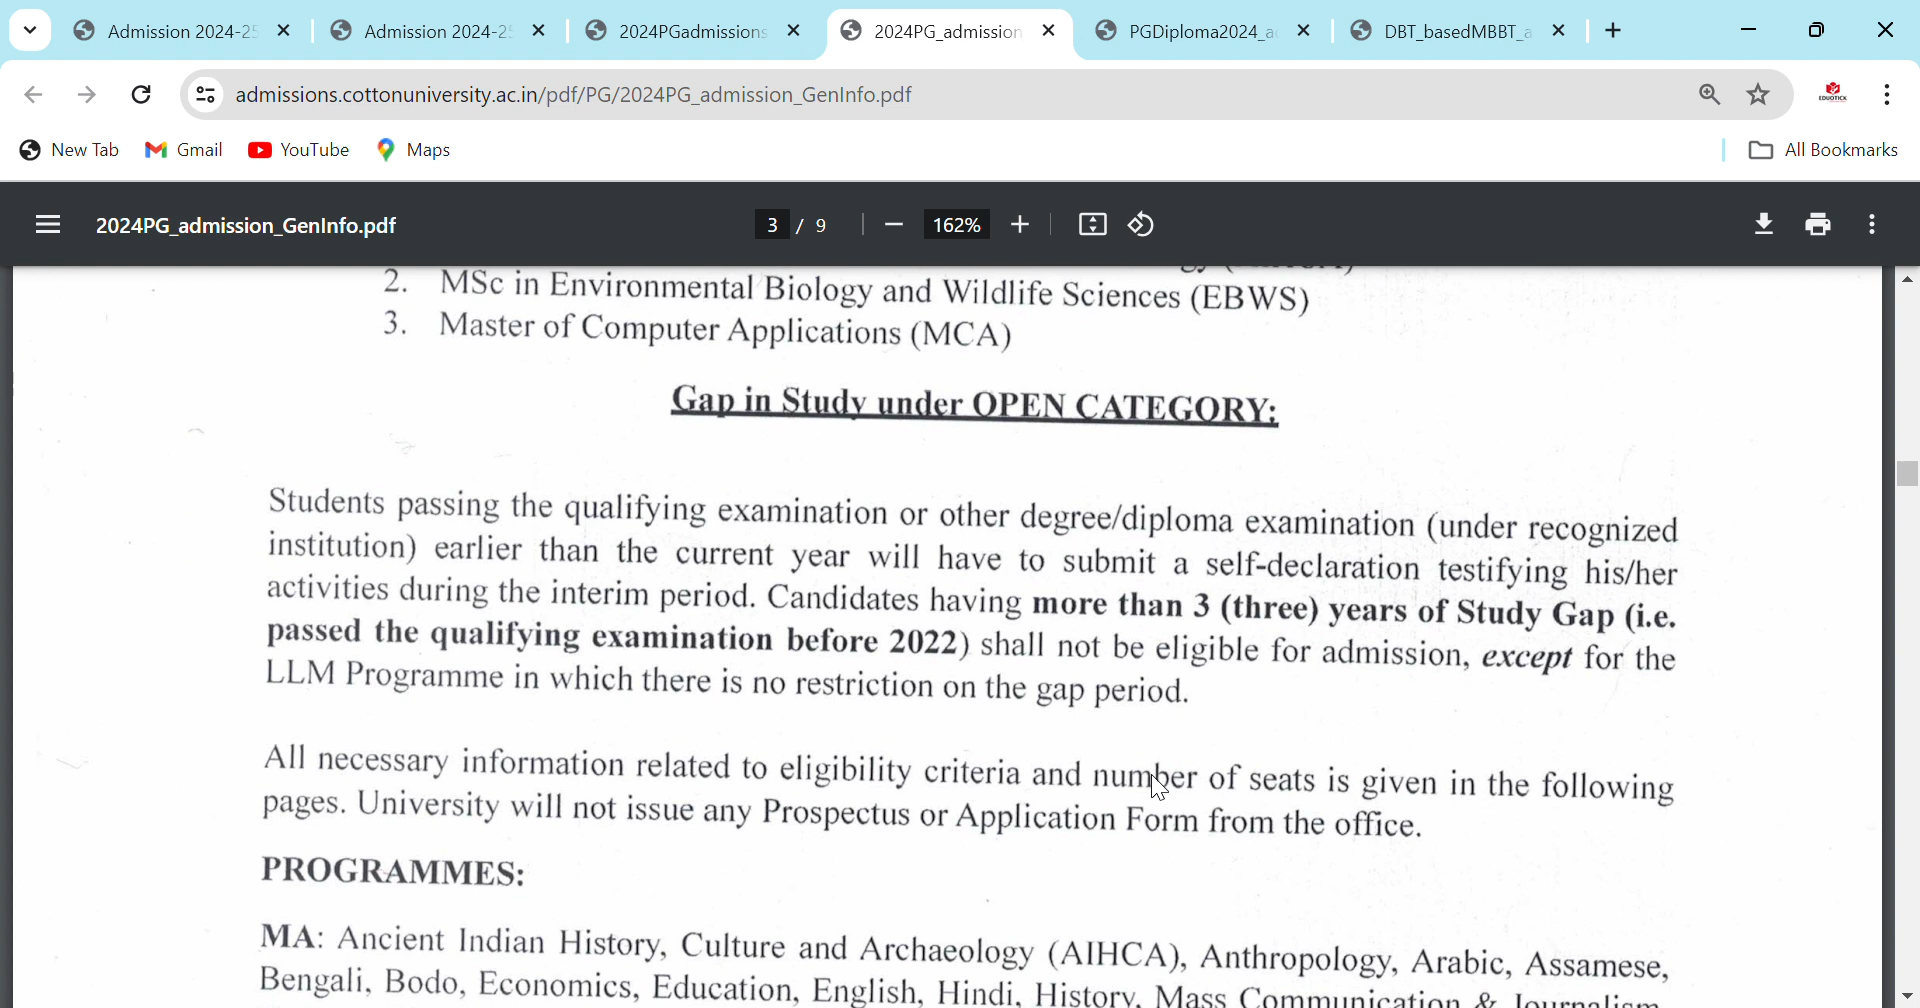 Admission 2024-25
Admission 2024-25
2024PGadmissions
2024PG_admission
PGDiploma2024_a
DBT_basedMBBT_a
admissions.cottonuniversity.ac.in/pdf/PG/2024PG_admission_GenInfo.pdf
EDUOTICK
New Tab
Gmail
YouTube
Maps
All Bookmarks
2024PG_admission_GenInfo.pdf
3 / 9
162%
2. MSc in Environmental Biology and Wildlife Sciences (EBWS)
3. Master of Computer Applications (MCA)
Gap in Study under OPEN CATEGORY:
Students passing the qualifying examination or other degree/diploma examination (under recognized
institution) earlier than the current year will have to submit a self-declaration testifying his/her
activities during the interim period. Candidates having more than 3 (three) years of Study Gap (i.e.
passed the qualifying examination before 2022) shall not be eligible for admission, except for the
LLM Programme in which there is no restriction on the gap period.
All necessary information related to eligibility criteria and number of seats is given in the following
pages. University will not issue any Prospectus or Application Form from the office.
PROGRAMMES:
MA: Ancient Indian History, Culture and Archaeology (AIHCA), Anthropology, Arabic, Assamese,
Bengali, Bodo, Economics, Education, English, Hindi, History, Mass Communication & Journalism